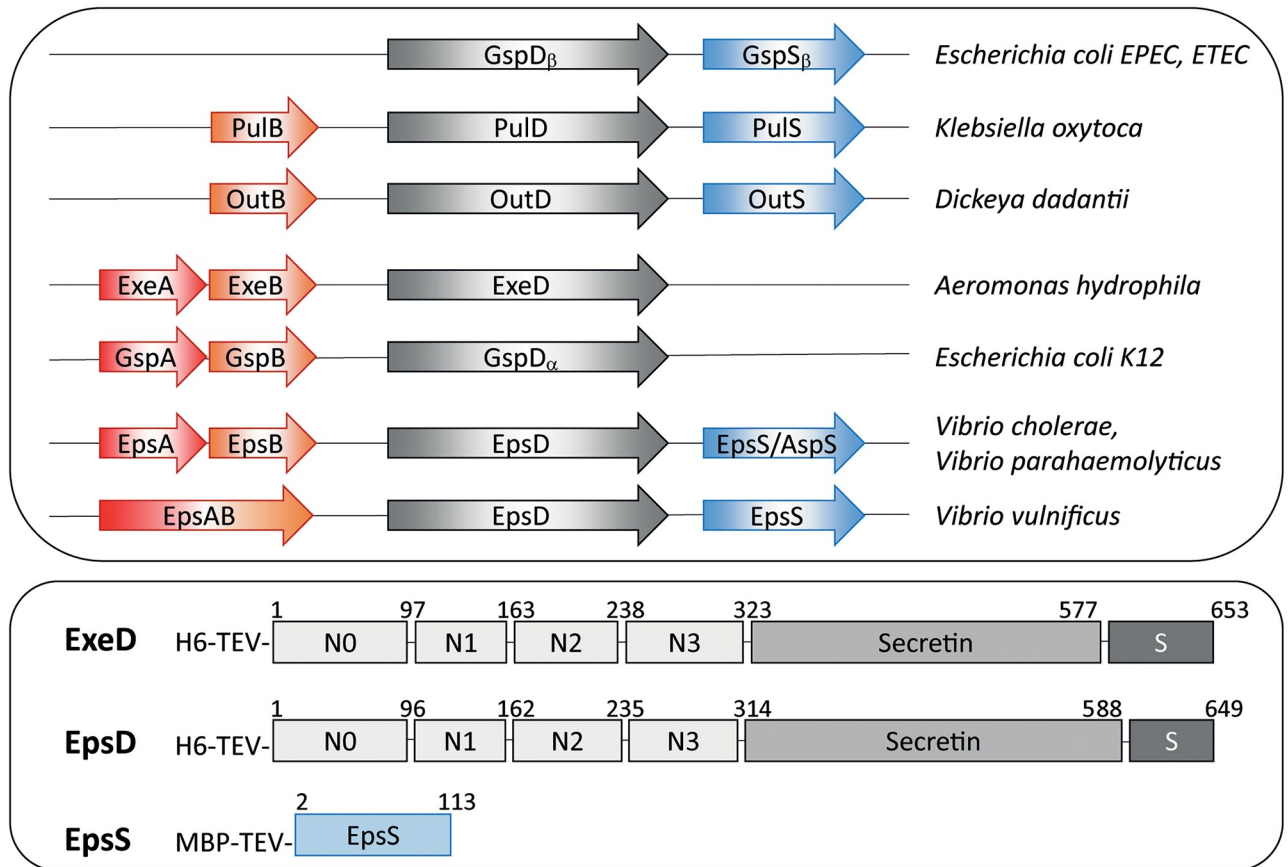 GspDβ GspSβ Escherichia coli EPEC, ETEC
PulB PulD PulS Klebsiella oxytoca
OutB OutD OutS Dickeya dadantii
ExeA ExeB ExeD Aeromonas hydrophila
GspA GspB GspDα Escherichia coli K12
EpsA EpsB EpsD EpsS/AspS Vibrio cholerae,
Vibrio parahaemolyticus
EpsAB EpsD EpsS Vibrio vulnificus
1 97 163 238 323 577 653
ExeD H6-TEV- N0 N1 N2 N3 Secretin S
1 96 162 235 314 588 649
EpsD H6-TEV- N0 N1 N2 N3 Secretin S
2 113
EpsS MBP-TEV- EpsS